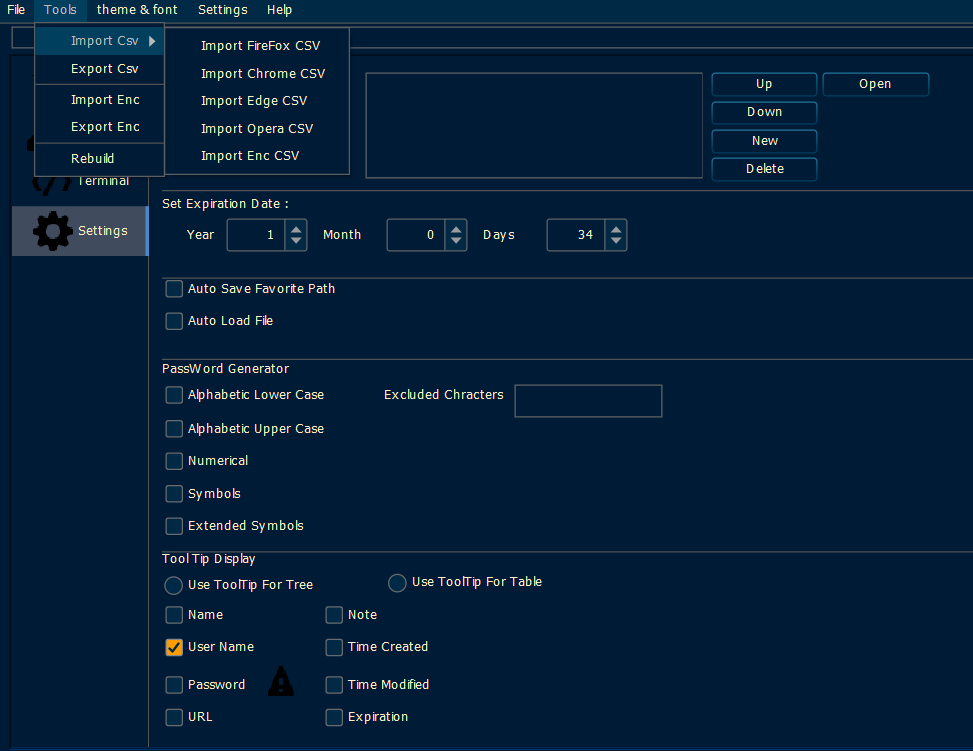 File Tools theme & font Settings Help
Import Csv
Export Csv
Import Enc
Export Enc
Rebuild
Import FireFox CSV
Import Chrome CSV
Import Edge CSV
Import Opera CSV
Import Enc CSV
Up Open
Down
New
Delete
Terminal
Settings
Set Expiration Date :
Year 1 Month 0 Days 34
Auto Save Favorite Path
Auto Load File
PassWord Generator
Alphabetic Lower Case Excluded Chracters
Alphabetic Upper Case
Numerical
Symbols
Extended Symbols
Tool Tip Display
Use ToolTip For Tree Use ToolTip For Table
Name Note
User Name Time Created
Password Time Modified
URL Expiration